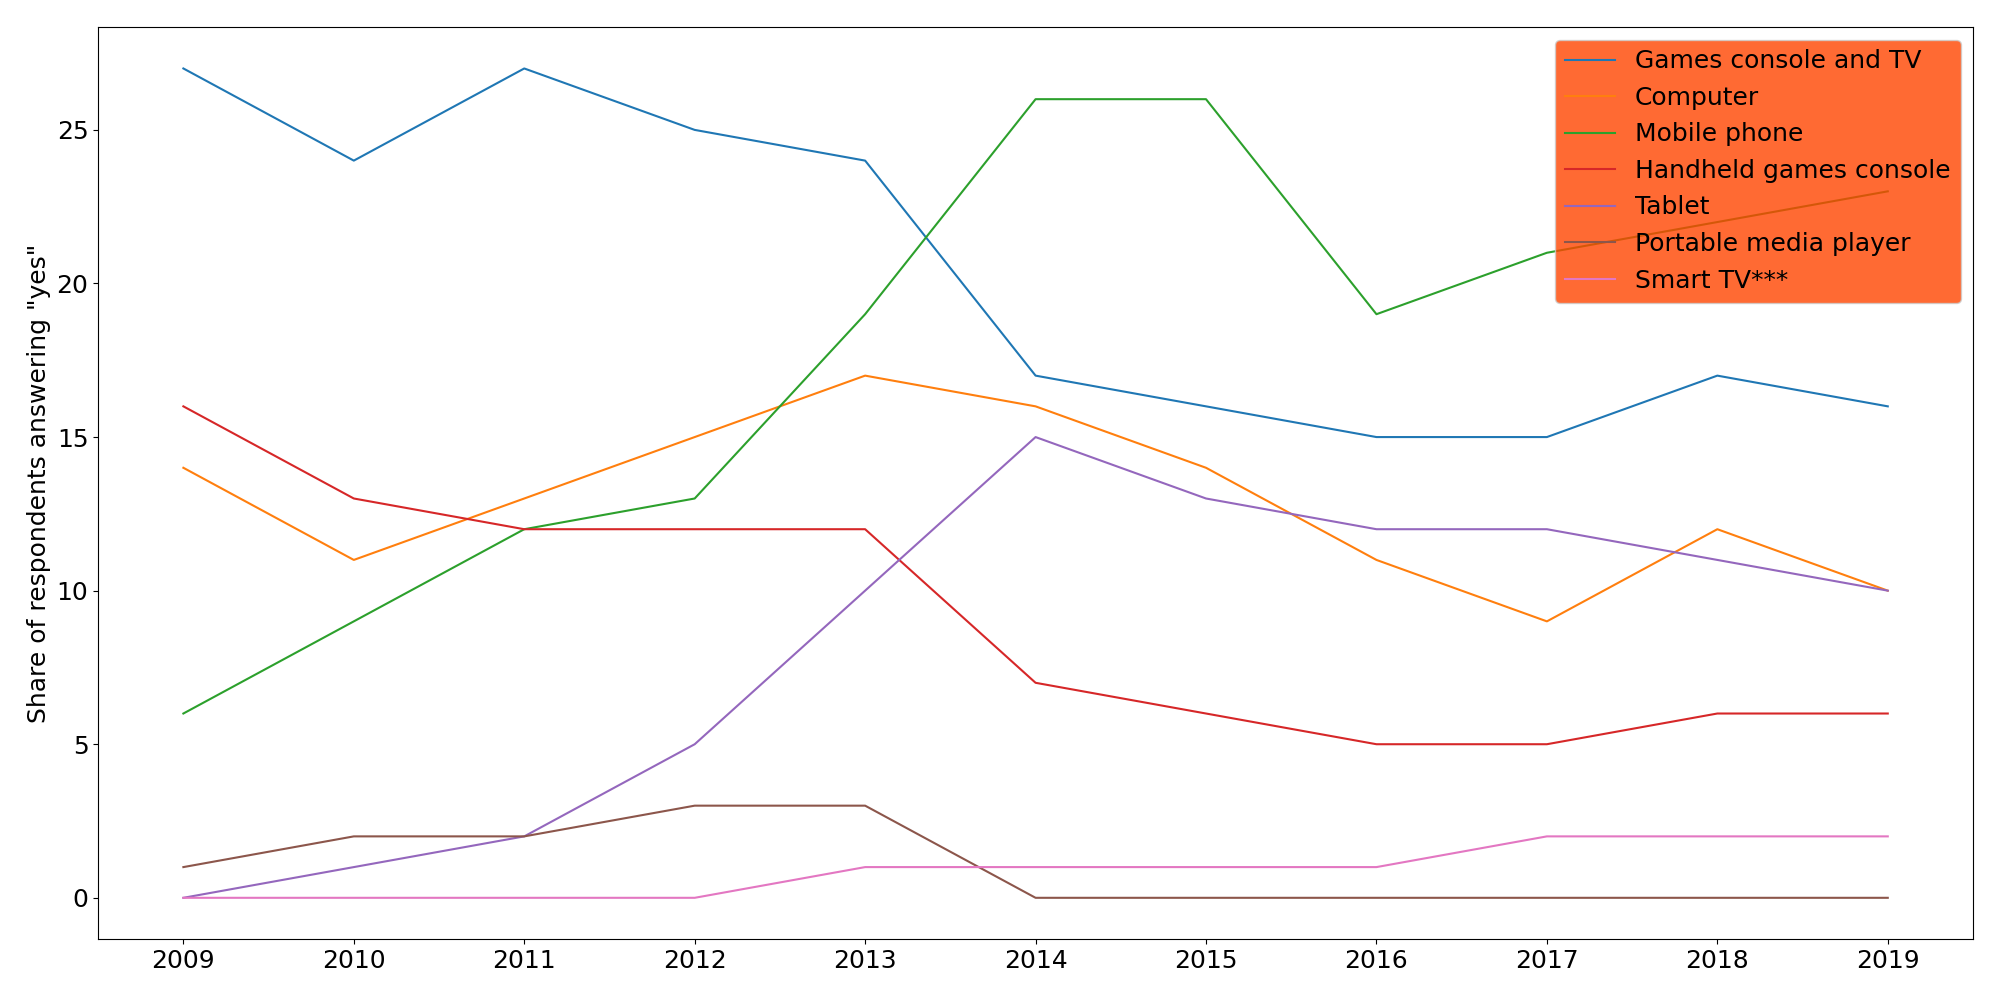 Games console and TV
Computer
Mobile phone
Handheld games console
Tablet
Portable media player
Smart TV***
Share of respondents answering "yes"
25
20
15
10
5
0
2009 2010 2011 2012 2013 2014 2015 2016 2017 2018 2019